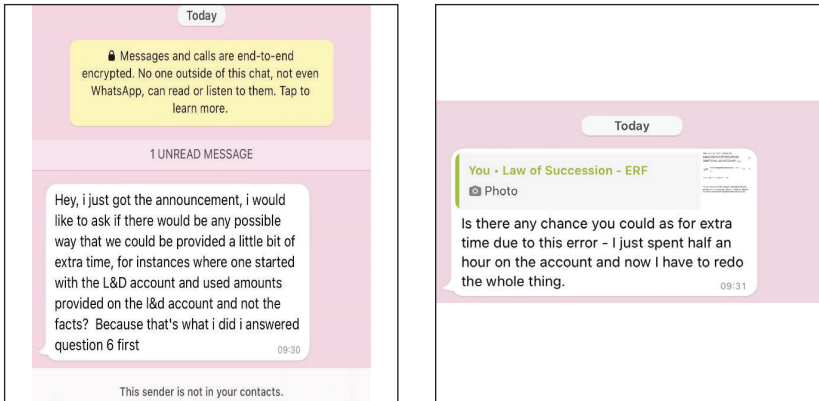 Today
Messages and calls are end-to-end
encrypted. No one outside of this chat, not even
WhatsApp, can read or listen to them. Tap to
learn more.
1 UNREAD MESSAGE
Hey, i just got the announcement, i would
like to ask if there would be any possible
way that we could be provided a little bit of
extra time, for instances where one started
with the L&D account and used amounts
provided on the l&d account and not the
facts? Because that's what i did i answered
question 6 first
09:30
This sender is not in your contacts.
Today
You • Law of Succession - ERF
Photo
Is there any chance you could as for extra
time due to this error - I just spent half an
hour on the account and now I have to redo
the whole thing.
09:31